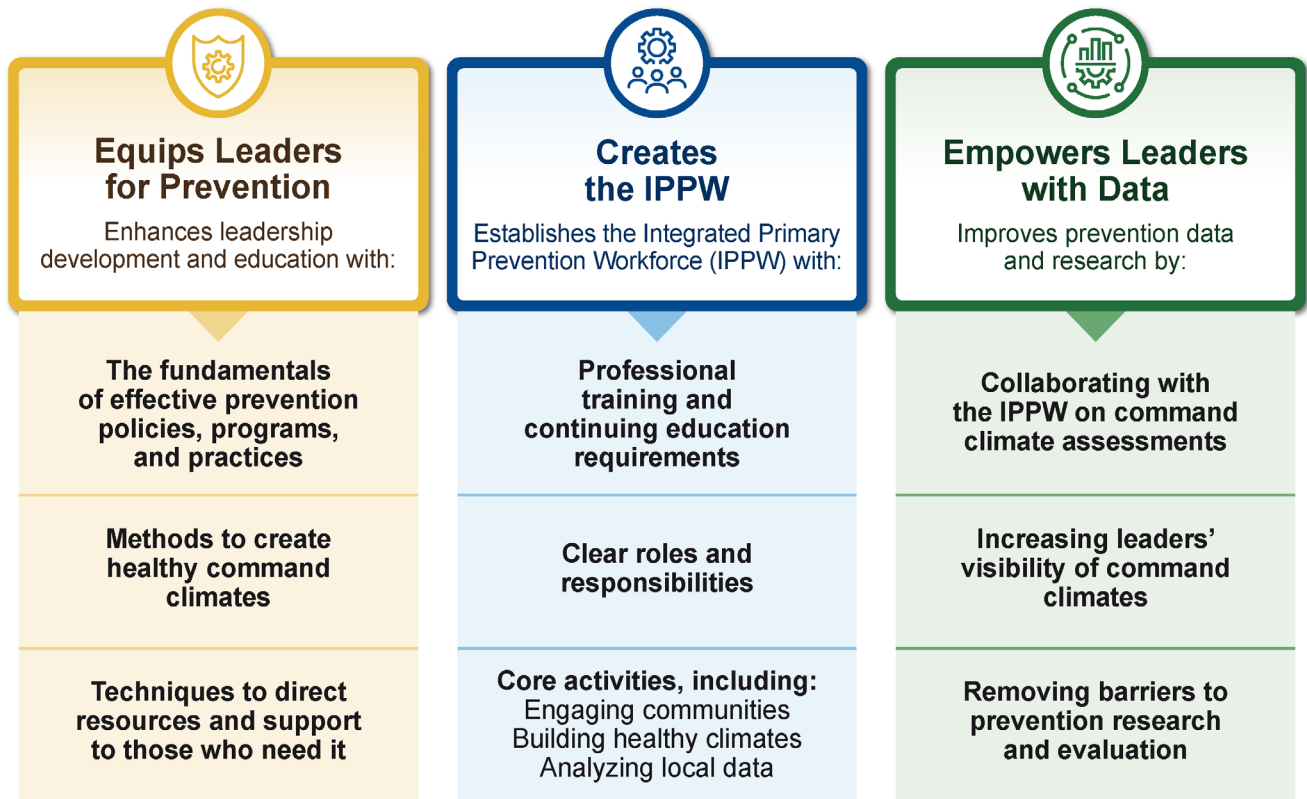 Equips Leaders
for Prevention
Enhances leadership
development and education with:
The fundamentals
of effective prevention
policies, programs,
and practices
Methods to create
healthy command
climates
Techniques to direct
resources and support
to those who need it
Creates
the IPPW
Establishes the Integrated Primary
Prevention Workforce (IPPW) with:
Professional
training and
continuing education
requirements
Clear roles and
responsibilities
Core activities, including:
Engaging communities
Building healthy climates
Analyzing local data
Empowers Leaders
with Data
Improves prevention data
and research by:
Collaborating with
the IPPW on command
climate assessments
Increasing leaders’
visibility of command
climates
Removing barriers to
prevention research
and evaluation